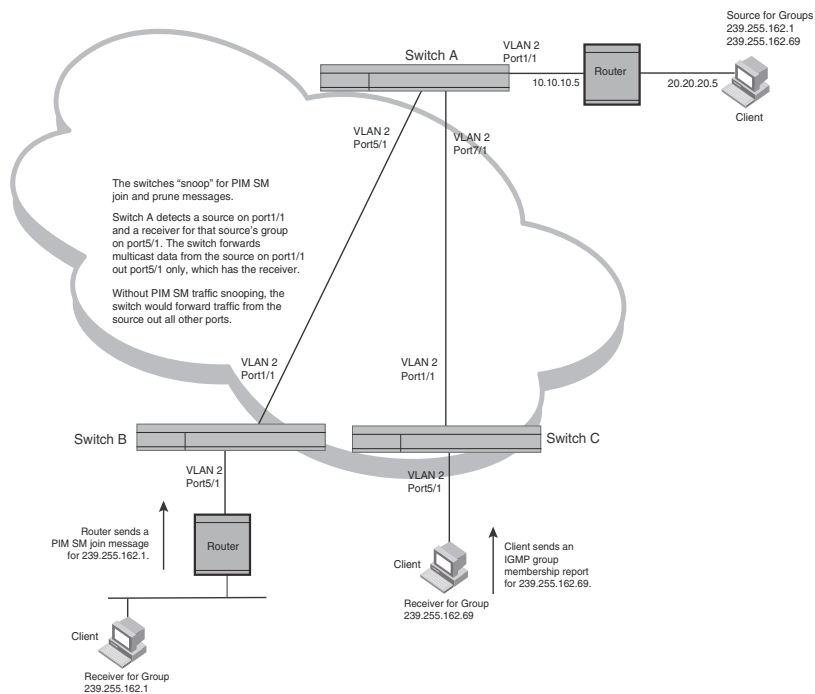 Source for Groups
239.255.162.1
239.255.162.69
VLAN 2
Port1/1
Switch A
Router
10.10.10.5
20.20.20.5
Client
VLAN 2
Port5/1
VLAN 2
Port7/1
The switches “snoop” for PIM SM
join and prune messages.
Switch A detects a source on port1/1
and a receiver for that source's group
on port5/1. The switch forwards
multicast data from the source on port1/1
out port5/1 only, which has the receiver.
Without PIM SM traffic snooping, the
switch would forward traffic from the
source out all other ports.
VLAN 2
Port1/1
VLAN 2
Port1/1
Switch B
Switch C
VLAN 2
Port5/1
VLAN 2
Port5/1
Router sends a
PIM SM join message
for 239.255.162.1.
Router
Client
Client sends an
IGMP group
membership report
for 239.255.162.69.
Receiver for Group
239.255.162.69
Client
Receiver for Group
239.255.162.1